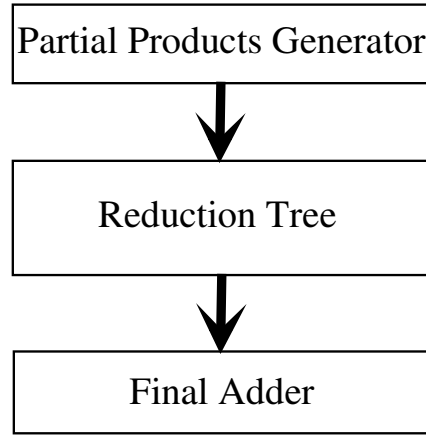 Partial Products Generator
Reduction Tree
Final Adder